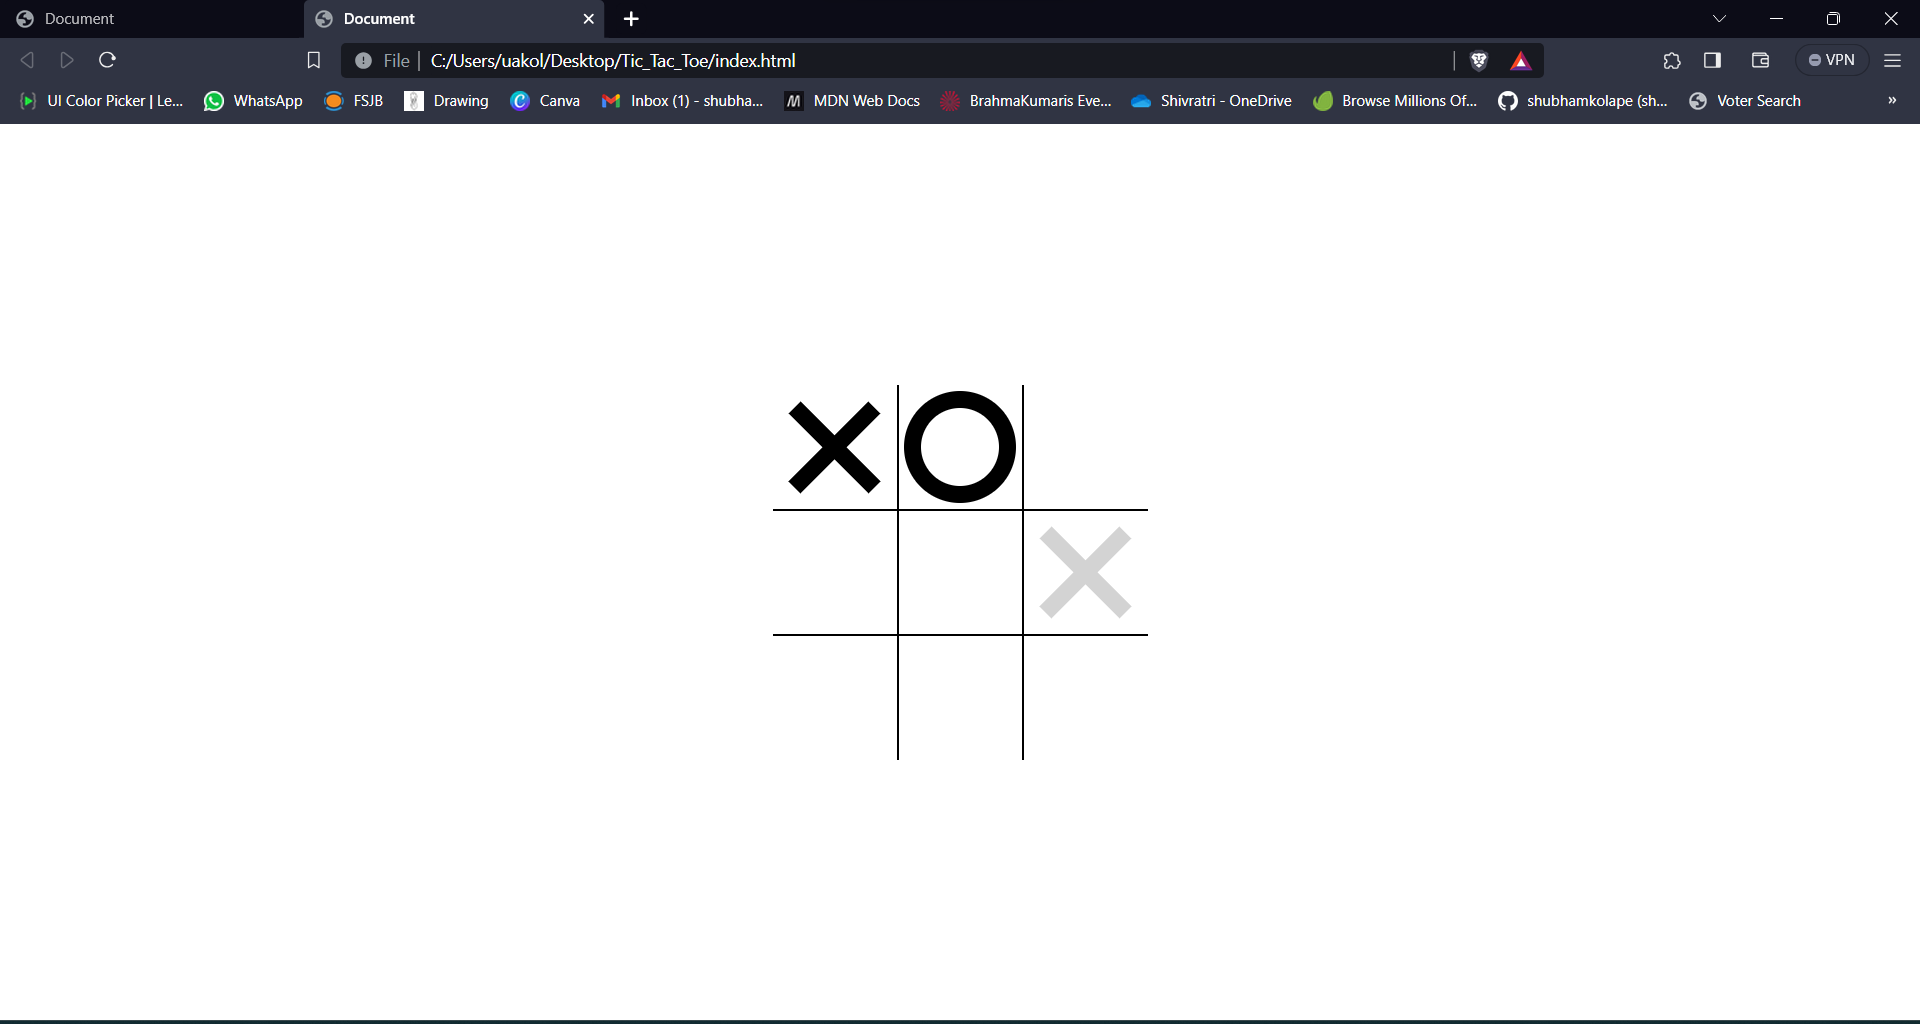 Document
Document
File C:/Users/uakol/Desktop/Tic_Tac_Toe/index.html
VPN
UI Color Picker | Le... WhatsApp FSJB Drawing Canva Inbox (1) - shubha... MDN Web Docs BrahmaKumaris Eve... Shivratri - OneDrive Browse Millions Of... shubhamkolape (sh... Voter Search »